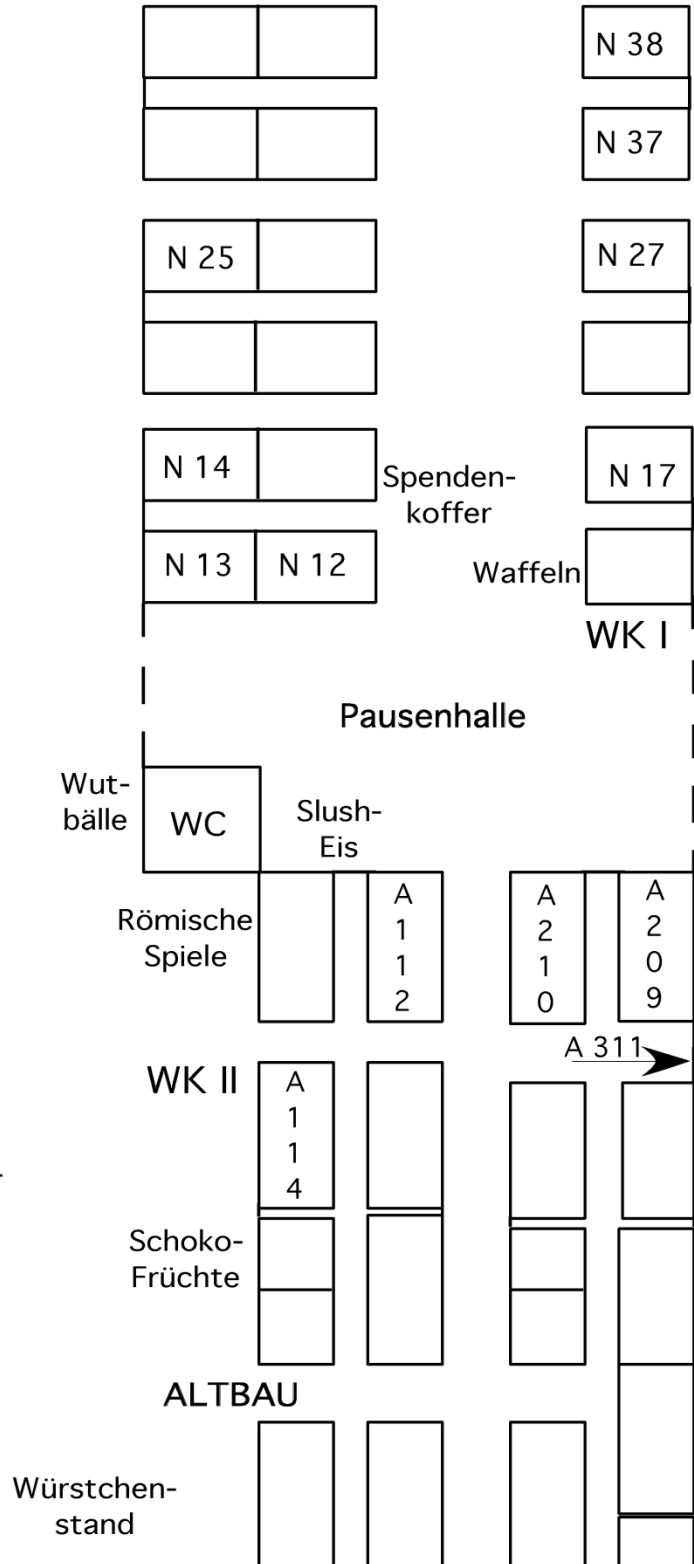 N 38
N 37
N 25
N 27
N 14
Spenden-
koffer
N 17
N 13
N 12
Waffeln
WK I
Pausenhalle
Wut-
bälle
WC
Slush-
Eis
Römische
Spiele
A
1
1
2
A
2
1
0
A
2
0
9
A 311
WK II
A
1
1
4
Schoko-
Früchte
ALTBAU
Würstchen-
stand